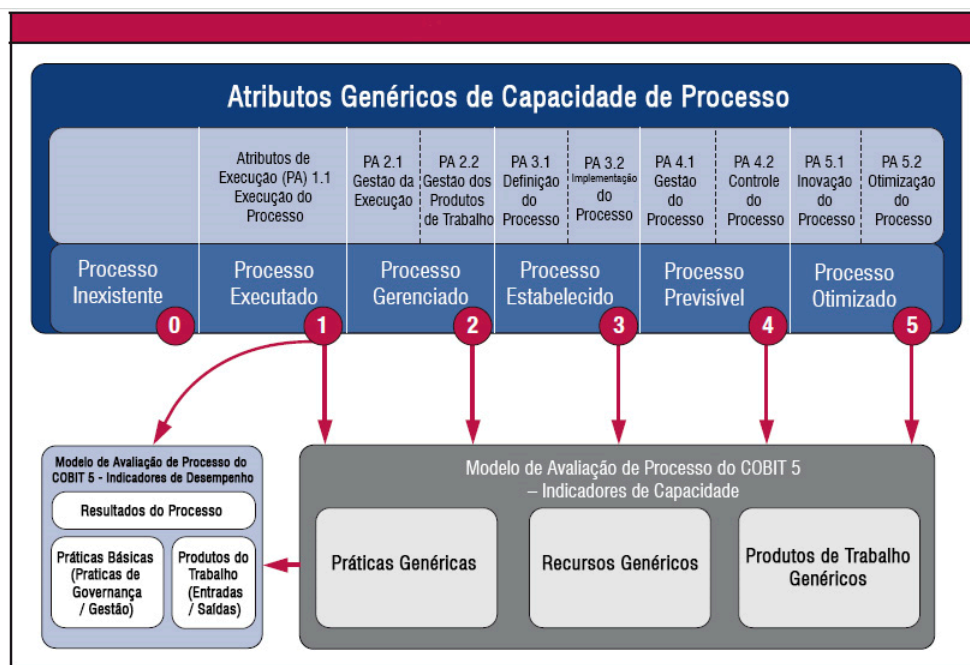 Atributos Genéricos de Capacidade de Processo
Atributos de
Execução (PA) 1.1
Execução do
Processo
PA 2.1
Gestão da
Execução
PA 2.2
Gestão dos
Produtos
de Trabalho
PA 3.1
Definição
do
Processo
PA 3.2
Implementação
do
Processo
PA 4.1
Gestão
do
Processo
PA 4.2
Controle
do
Processo
PA 5.1
Inovação
do
Processo
PA 5.2
Otimização
do
Processo
Processo
Inexistente
0
Processo
Executado
1
Processo
Gerenciado
2
Processo
Estabelecido
3
Processo
Previsível
4
Processo
Otimizado
5
Modelo de Avaliação de Processo do
COBIT 5 - Indicadores de Desempenho
Resultados do Processo
Práticas Básicas
(Praticas de
Governança
/ Gestão)
Produtos do
Trabalho
(Entradas
/ Saídas)
Modelo de Avaliação de Processo do COBIT 5
– Indicadores de Capacidade
Práticas Genéricas
Recursos Genéricos
Produtos de Trabalho
Genéricos